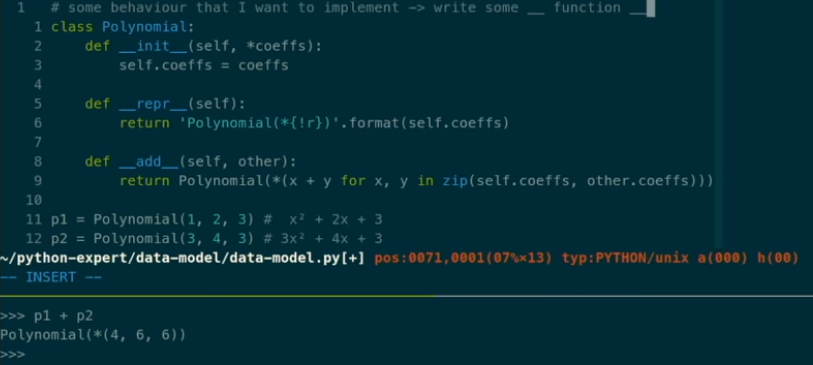 1 # some behaviour that I want to implement -> write some __ function __
1 class Polynomial:
2     def __init__(self, *coeffs):
3         self.coeffs = coeffs
4
5     def __repr__(self):
6         return 'Polynomial(*{!r})'.format(self.coeffs)
7
8     def __add__(self, other):
9         return Polynomial(*(x + y for x, y in zip(self.coeffs, other.coeffs)))
10
11 p1 = Polynomial(1, 2, 3) #  x² + 2x + 3
12 p2 = Polynomial(3, 4, 3) # 3x² + 4x + 3
~/python-expert/data-model/data-model.py[+] pos:0071,0001(07%×13) typ:PYTHON/unix a(000) h(00)
-- INSERT --
>>> p1 + p2
Polynomial(*(4, 6, 6))
>>>